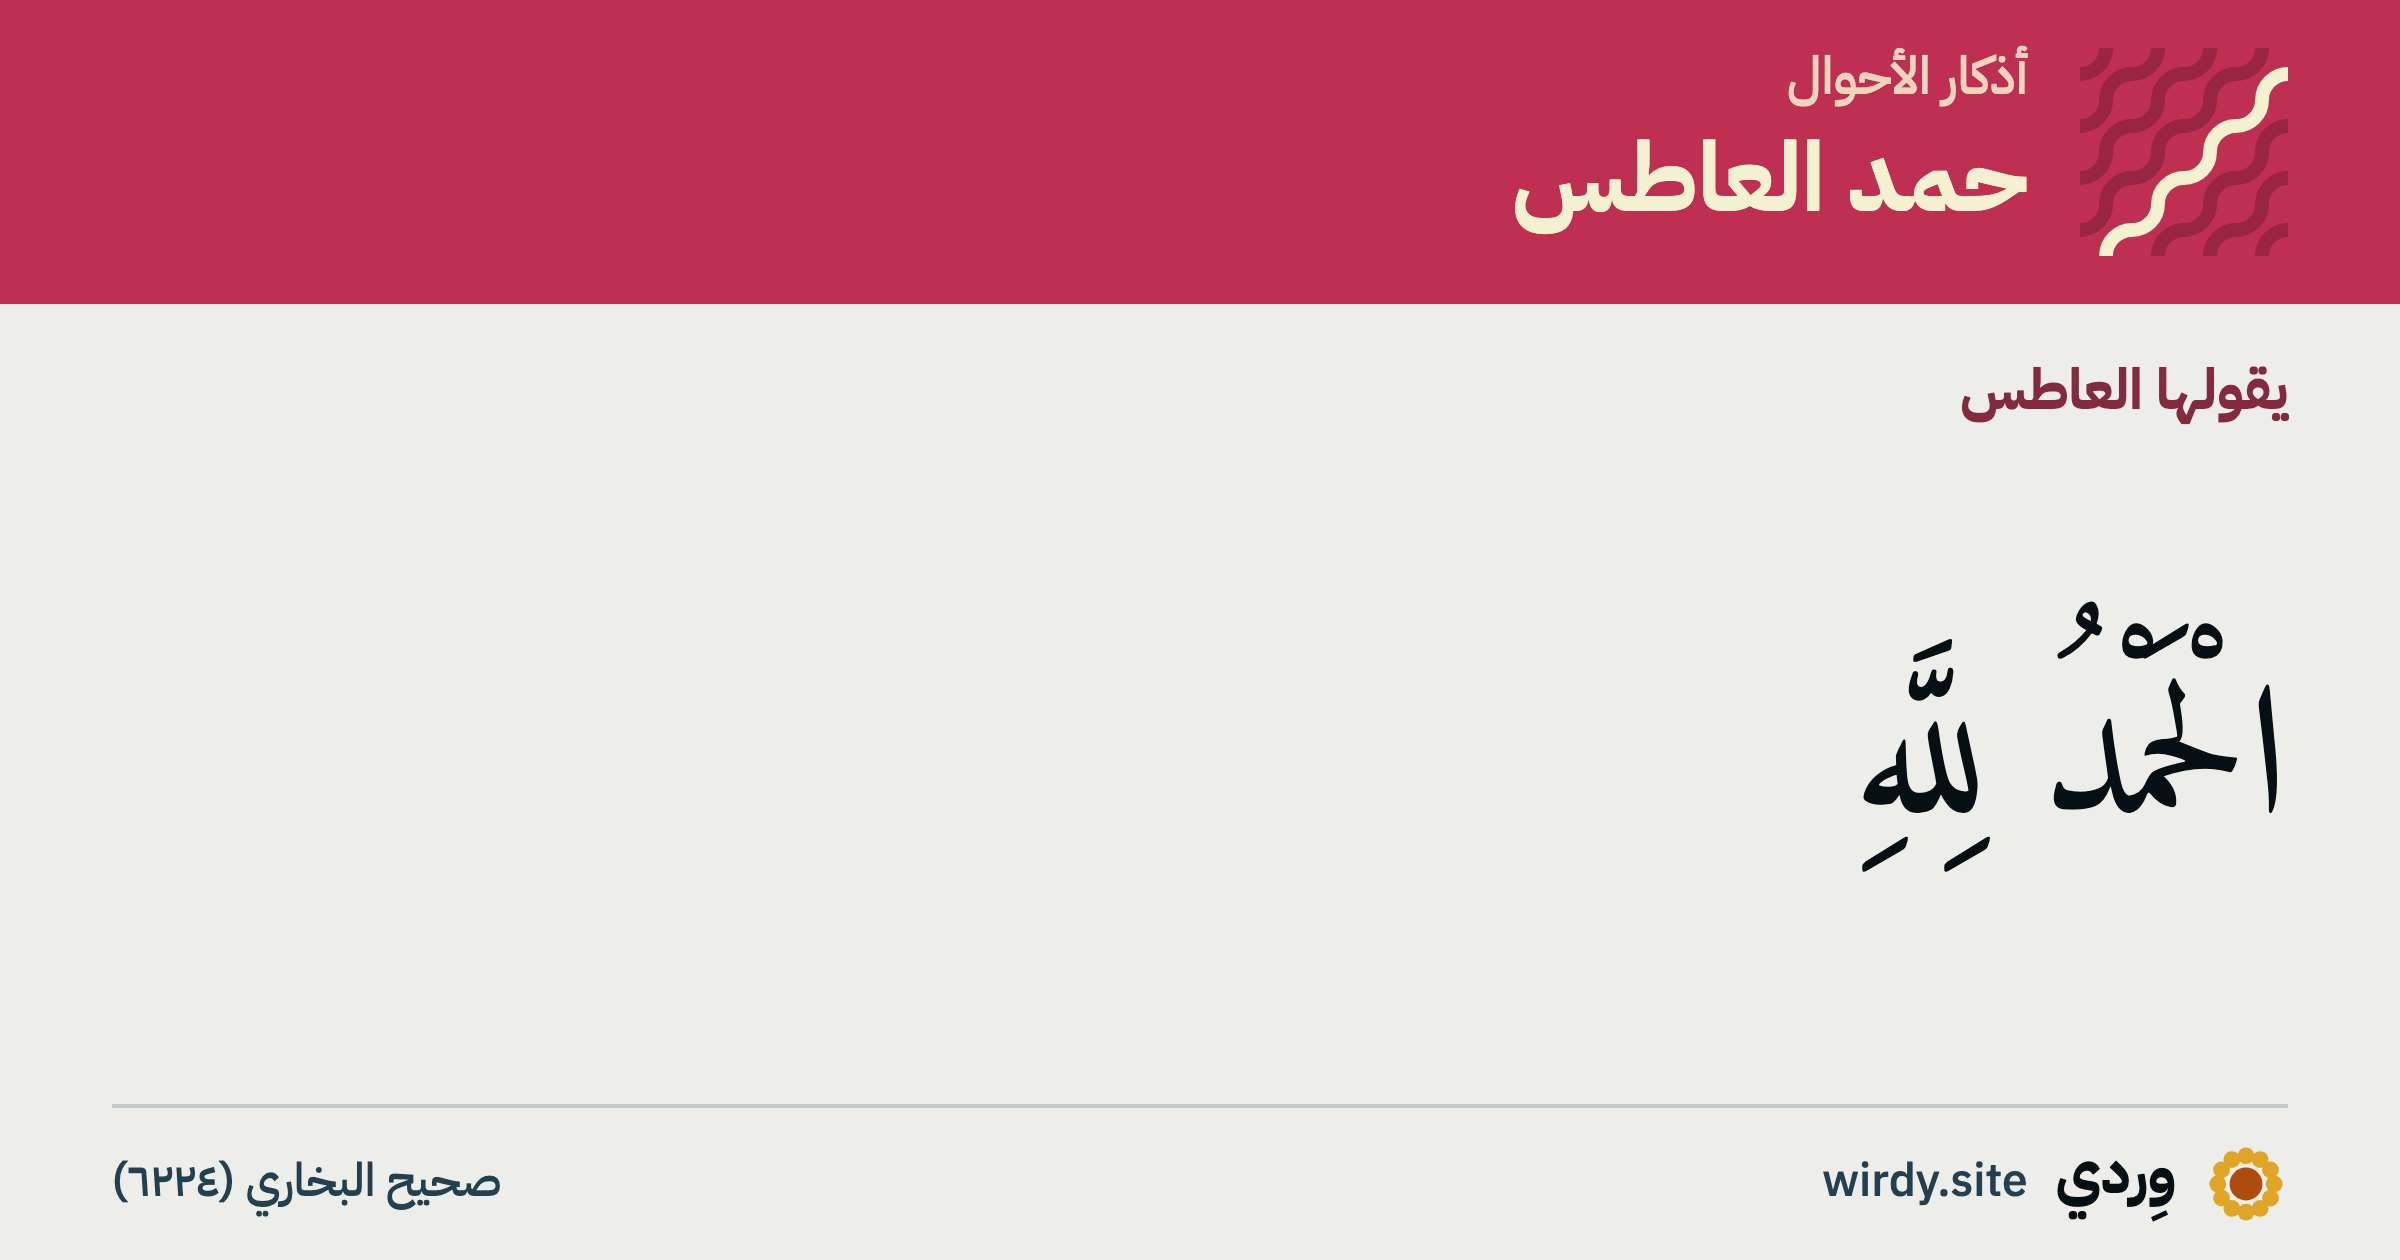 أذكار الأحوال
حمد العاطس
يقولها العاطس
الْحَمْدُ لِلَّهِ
وِردي wirdy.site
صحيح البخاري (٦٢٢٤)